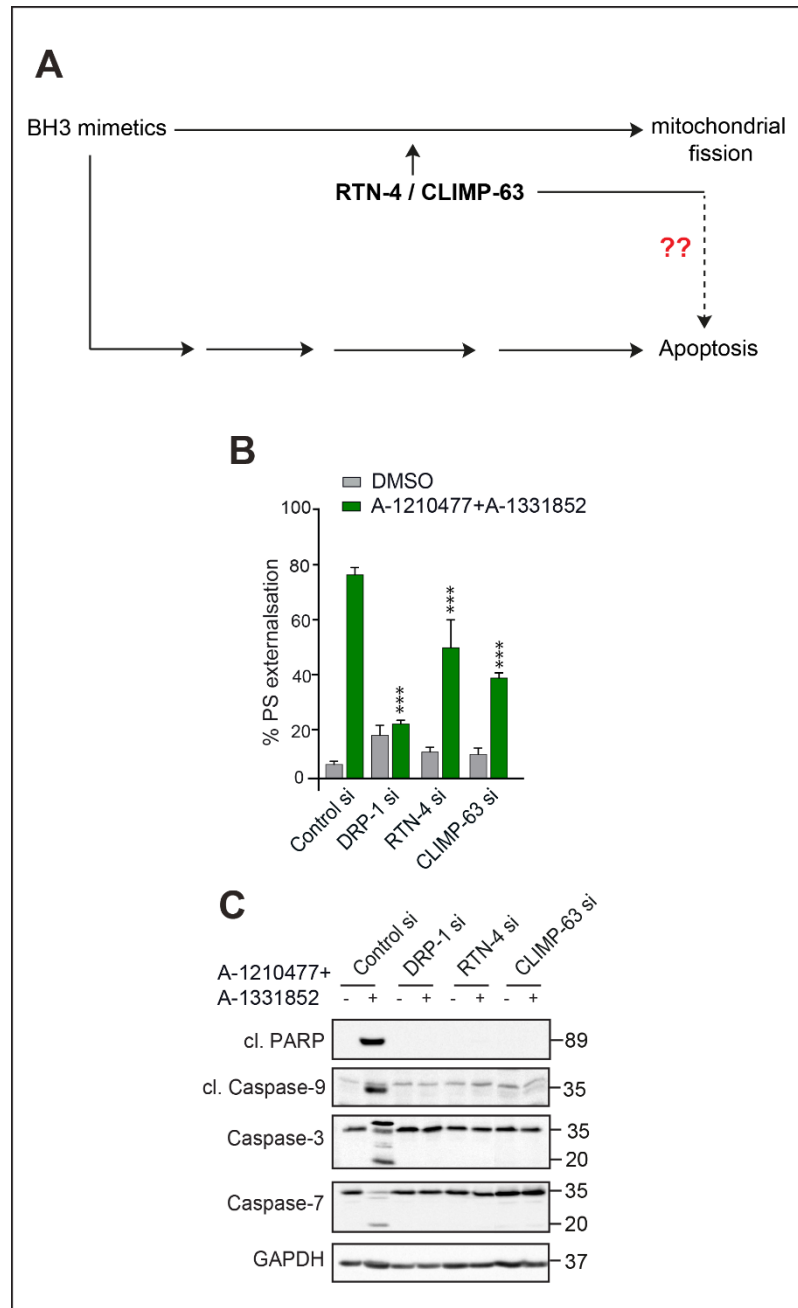 A
BH3 mimetics
mitochondrial
fission
RTN-4 / CLIMP-63
??
Apoptosis
B
DMSO
A-1210477+A-1331852
% PS externalisation
100
80
60
40
20
0
***
***
***
Control si
DRP-1 si
RTN-4 si
CLIMP-63 si
C
Control si
DRP-1 si
RTN-4 si
CLIMP-63 si
A-1210477+
A-1331852
- + - + - + - +
cl. PARP
89
cl. Caspase-9
35
Caspase-3
35
20
Caspase-7
35
20
GAPDH
37